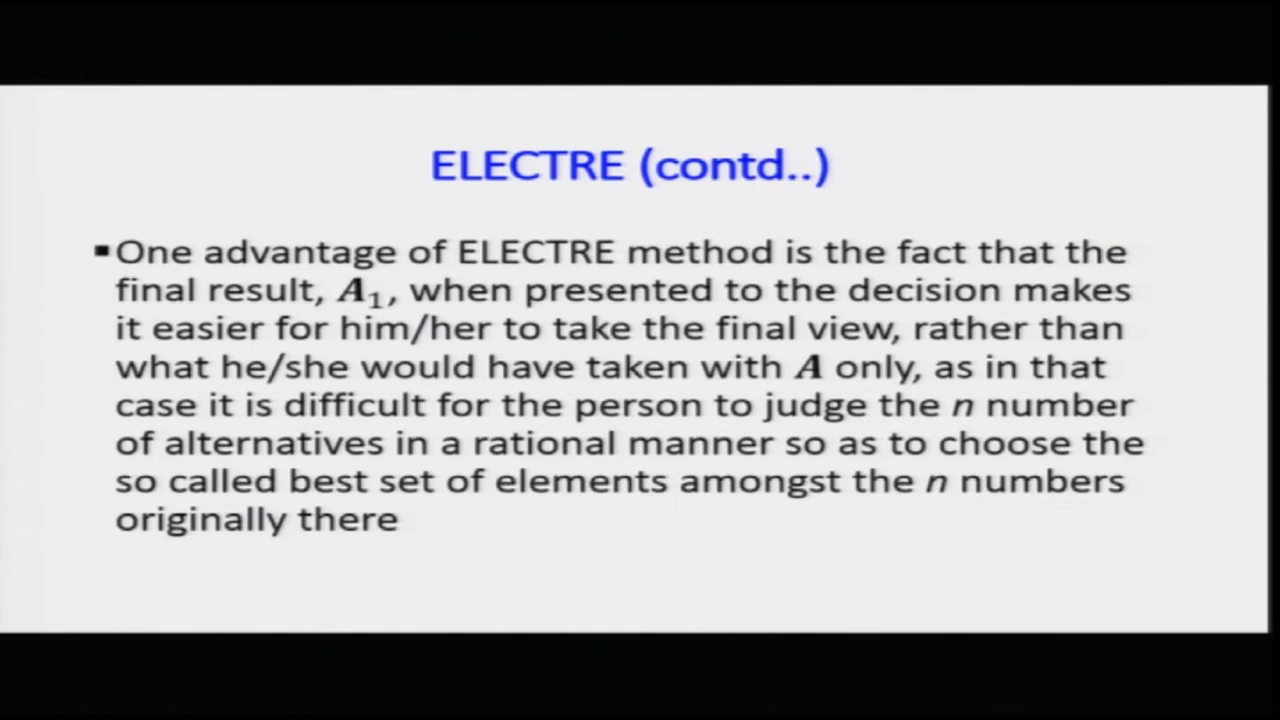 ELECTRE (contd..)
▪One advantage of ELECTRE method is the fact that the
final result, A₁, when presented to the decision makes
it easier for him/her to take the final view, rather than
what he/she would have taken with A only, as in that
case it is difficult for the person to judge the n number
of alternatives in a rational manner so as to choose the
so called best set of elements amongst the n numbers
originally there